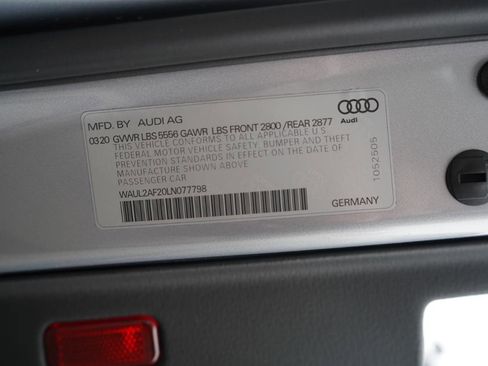 MFD. BY AUDI AG
Audi
0320 GVWR LBS 5556 GAWR LBS FRONT 2800 / REAR 2877
THIS VEHICLE CONFORMS TO ALL APPLICABLE U S
FEDERAL MOTOR VEHICLE SAFETY, BUMPER AND THEFT
PREVENTION STANDARDS IN EFFECT ON THE DATE OF
MANUFACTURE SHOWN ABOVE
PASSENGER CAR
1052505
WAUL2AF20LN077798
GERMANY